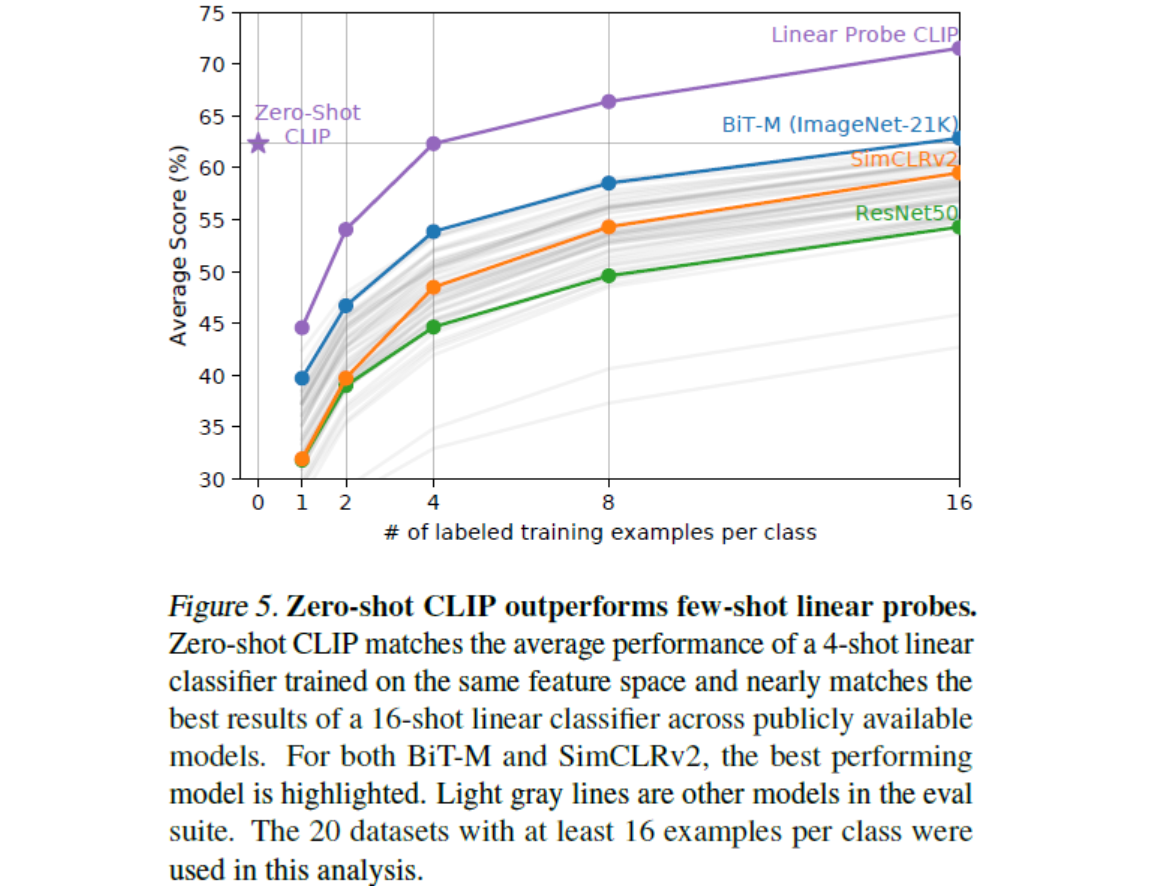 75
70
65
60
55
50
45
40
35
30
Average Score (%)
Linear Probe CLIP
Zero-Shot
CLIP
BiT-M (ImageNet-21K)
SimCLRv2
ResNet50
0 1 2 4 8 16
# of labeled training examples per class
Figure 5. Zero-shot CLIP outperforms few-shot linear probes.
Zero-shot CLIP matches the average performance of a 4-shot linear
classifier trained on the same feature space and nearly matches the
best results of a 16-shot linear classifier across publicly available
models. For both BiT-M and SimCLRv2, the best performing
model is highlighted. Light gray lines are other models in the eval
suite. The 20 datasets with at least 16 examples per class were
used in this analysis.